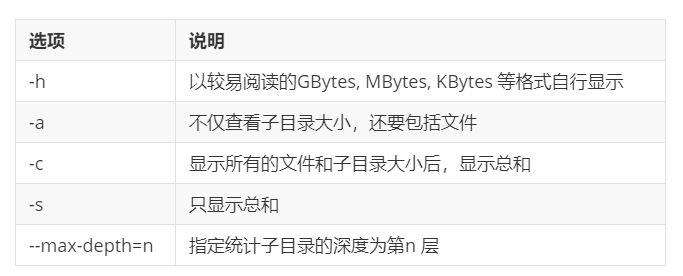 选项 说明
-h 以较易阅读的GBytes, MBytes, KBytes 等格式自行显示
-a 不仅查看子目录大小，还要包括文件
-c 显示所有的文件和子目录大小后，显示总和
-s 只显示总和
--max-depth=n 指定统计子目录的深度为第n 层